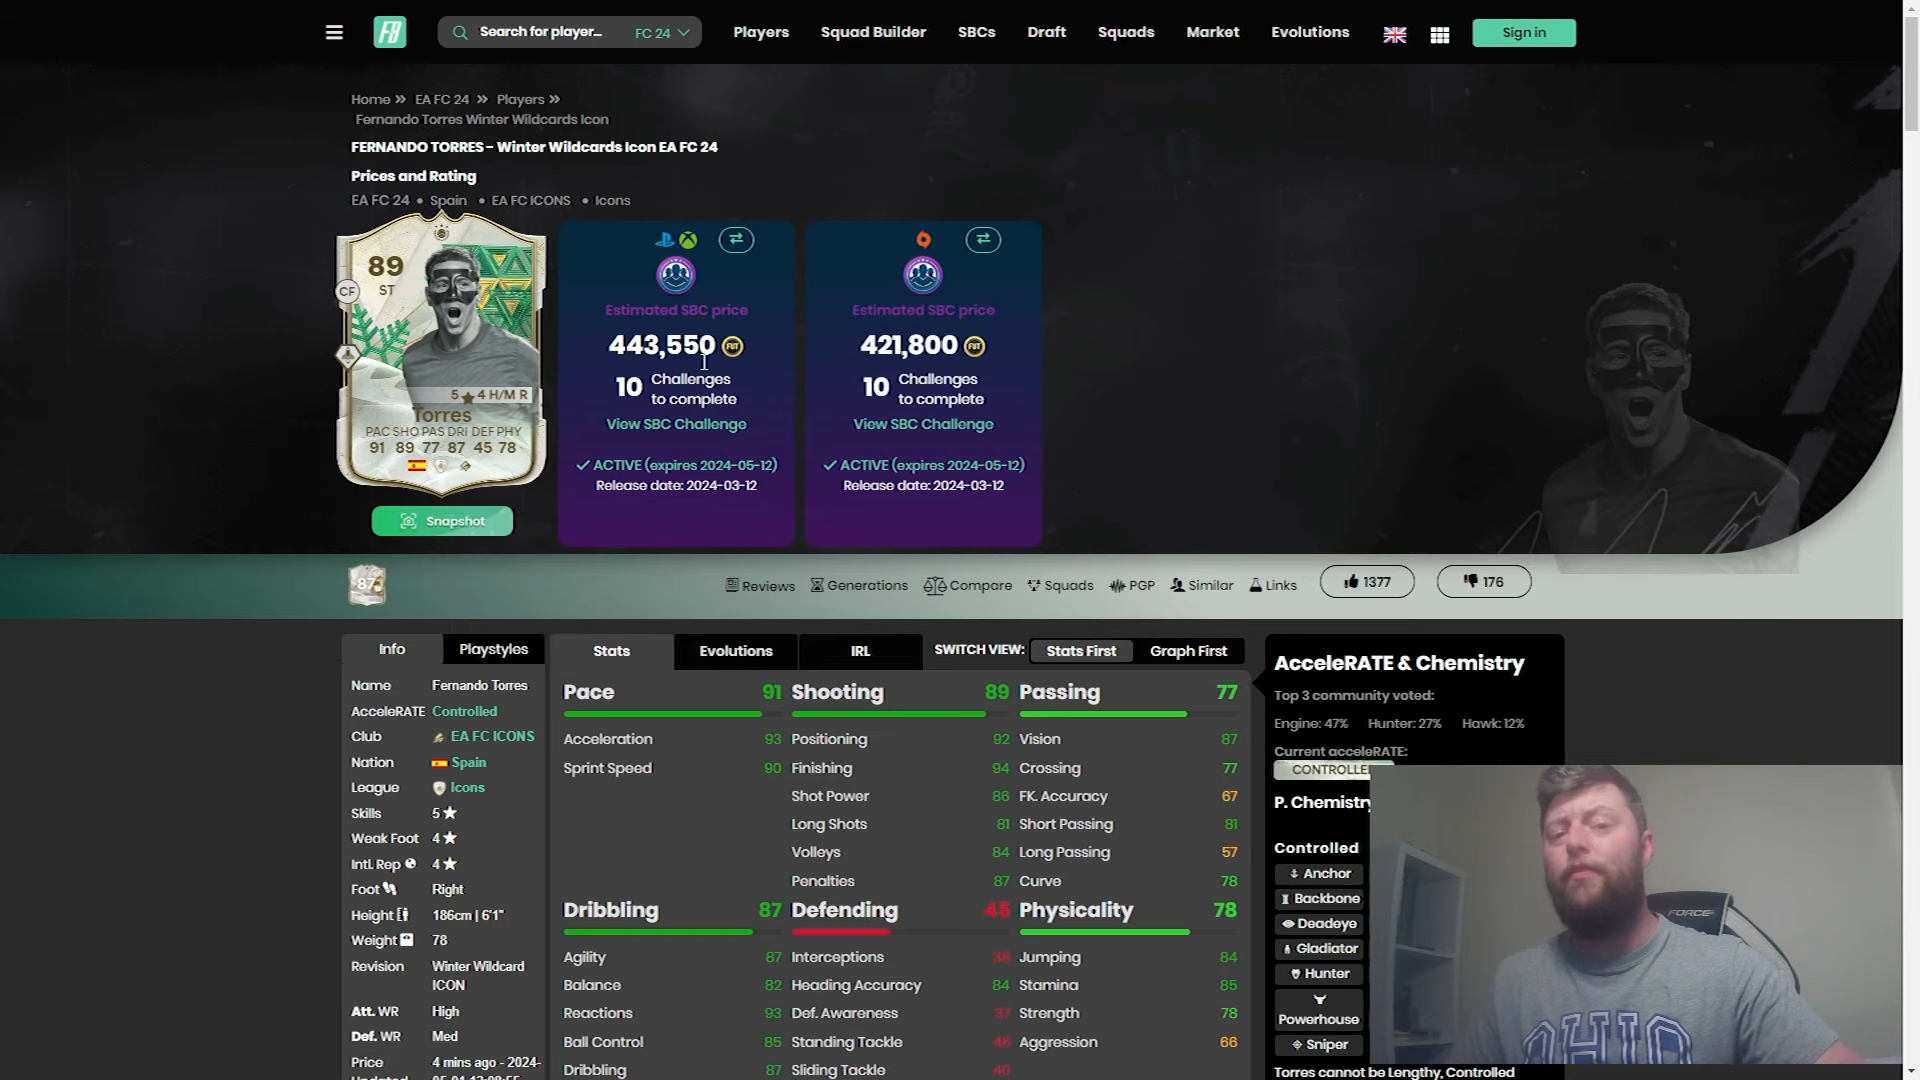 FB
Search for player...
FC 24
Players
Squad Builder
SBCs
Draft
Squads
Market
Evolutions
Sign in
Home » EA FC 24 » Players »
Fernando Torres Winter Wildcards Icon
FERNANDO TORRES - Winter Wildcards Icon EA FC 24
Prices and Rating
EA FC 24 • Spain • EA FC ICONS • Icons
89
ST
CF
5★ 4 H/M R
Torres
PAC SHO PAS DRI DEF PHY
91 89 77 87 45 78
Snapshot
Estimated SBC price
443,550 FUT
10 Challenges
to complete
View SBC Challenge
✓ ACTIVE (expires 2024-05-12)
Release date: 2024-03-12
Estimated SBC price
421,800 FUT
10 Challenges
to complete
View SBC Challenge
✓ ACTIVE (expires 2024-05-12)
Release date: 2024-03-12
87
Reviews
Generations
Compare
Squads
PGP
Similar
Links
1377
176
Info
Playstyles
Name Fernando Torres
AcceleRATE Controlled
Club EA FC ICONS
Nation Spain
League Icons
Skills 5★
Weak Foot 4★
Intl. Rep 4★
Foot Right
Height 186cm | 6'1"
Weight 78
Revision Winter Wildcard
ICON
Att. WR High
Def. WR Med
Price 4 mins ago - 2024-
Stats
Evolutions
IRL
SWITCH VIEW:
Stats First
Graph First
Pace 91
Acceleration 93
Sprint Speed 90
Shooting 89
Positioning 92
Finishing 94
Shot Power 86
Long Shots 81
Volleys 84
Penalties 87
Passing 77
Vision 87
Crossing 77
FK. Accuracy 67
Short Passing 81
Long Passing 57
Curve 78
Dribbling 87
Agility 87
Balance 82
Reactions 93
Ball Control 85
Dribbling 87
Defending 45
Interceptions
Heading Accuracy 84
Def. Awareness 37
Standing Tackle
Sliding Tackle 40
Physicality 78
Jumping 84
Stamina 85
Strength 78
Aggression 66
AcceleRATE & Chemistry
Top 3 community voted:
Engine: 47% Hunter: 27% Hawk: 12%
Current acceleRATE:
P. Chemistry
Controlled
Anchor
Backbone
Deadeye
Gladiator
Hunter
Powerhouse
Sniper
Torres cannot be Lengthy, Controlled
FORCE
OHIO